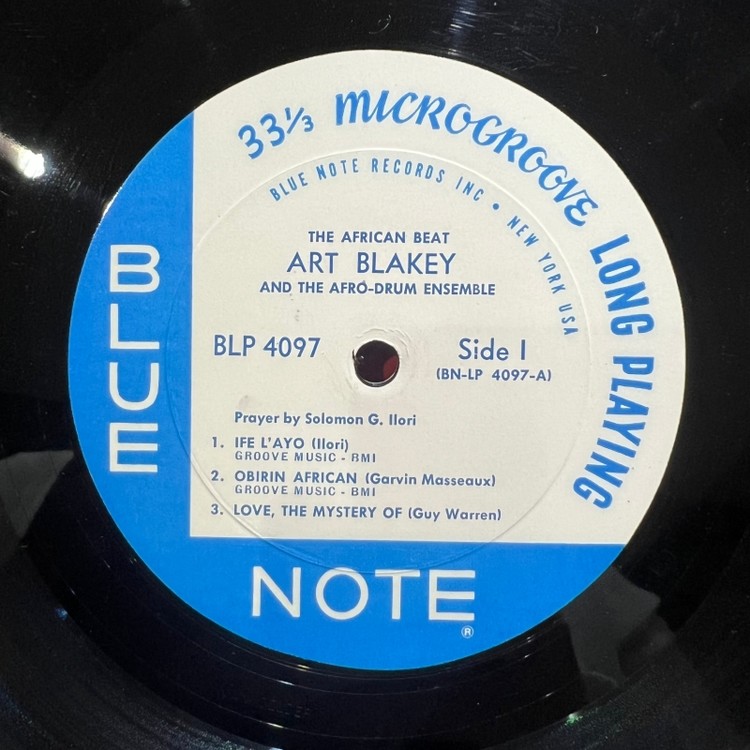 33⅓ MICROGROOVE LONG PLAYING
BLUE NOTE RECORDS INC • NEW YORK USA
THE AFRICAN BEAT
ART BLAKEY
AND THE AFRO-DRUM ENSEMBLE
BLP 4097
Side 1
(BN-LP 4097-A)
Prayer by Solomon G. Ilori
1. IFE L'AYO (Ilori)
GROOVE MUSIC - BMI
2. OBIRIN AFRICAN (Garvin Masseaux)
GROOVE MUSIC - BMI
3. LOVE, THE MYSTERY OF (Guy Warren)
BLUE
NOTE
®